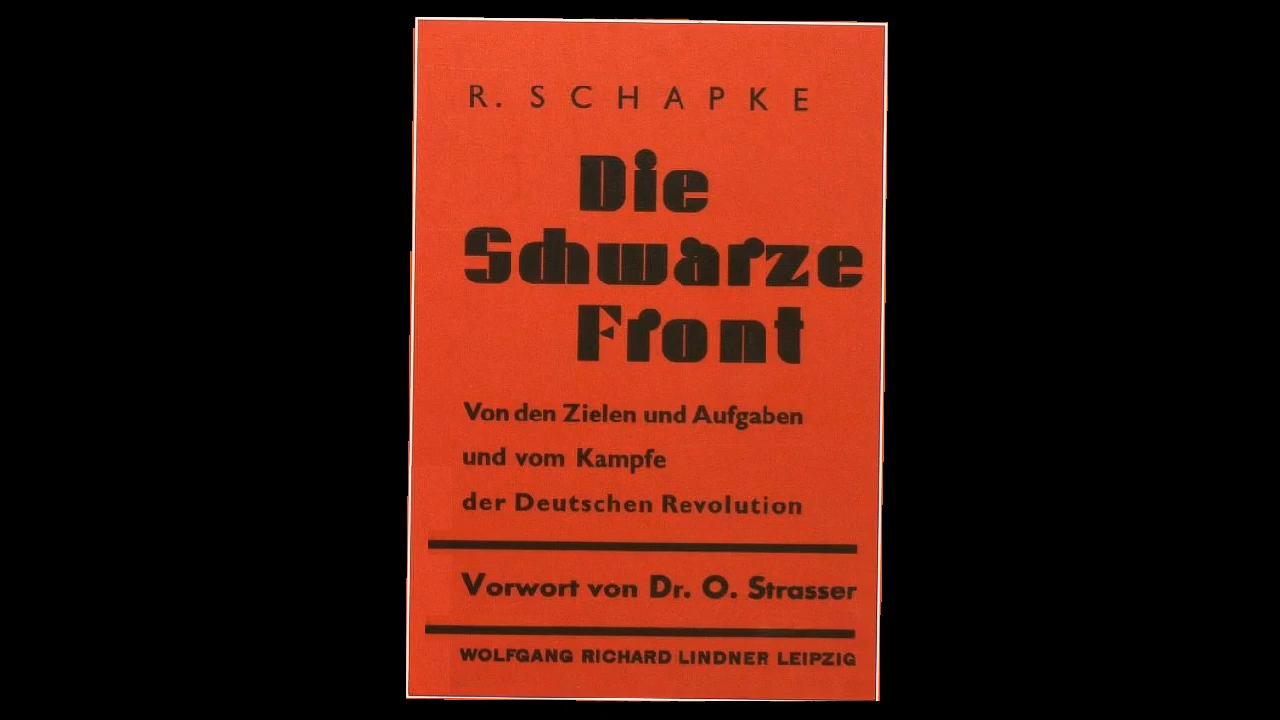 R. SCHAPKE
Die
Schwarze
Front
Von den Zielen und Aufgaben
und vom Kampfe
der Deutschen Revolution
Vorwort von Dr. O. Strasser
WOLFGANG RICHARD LINDNER LEIPZIG